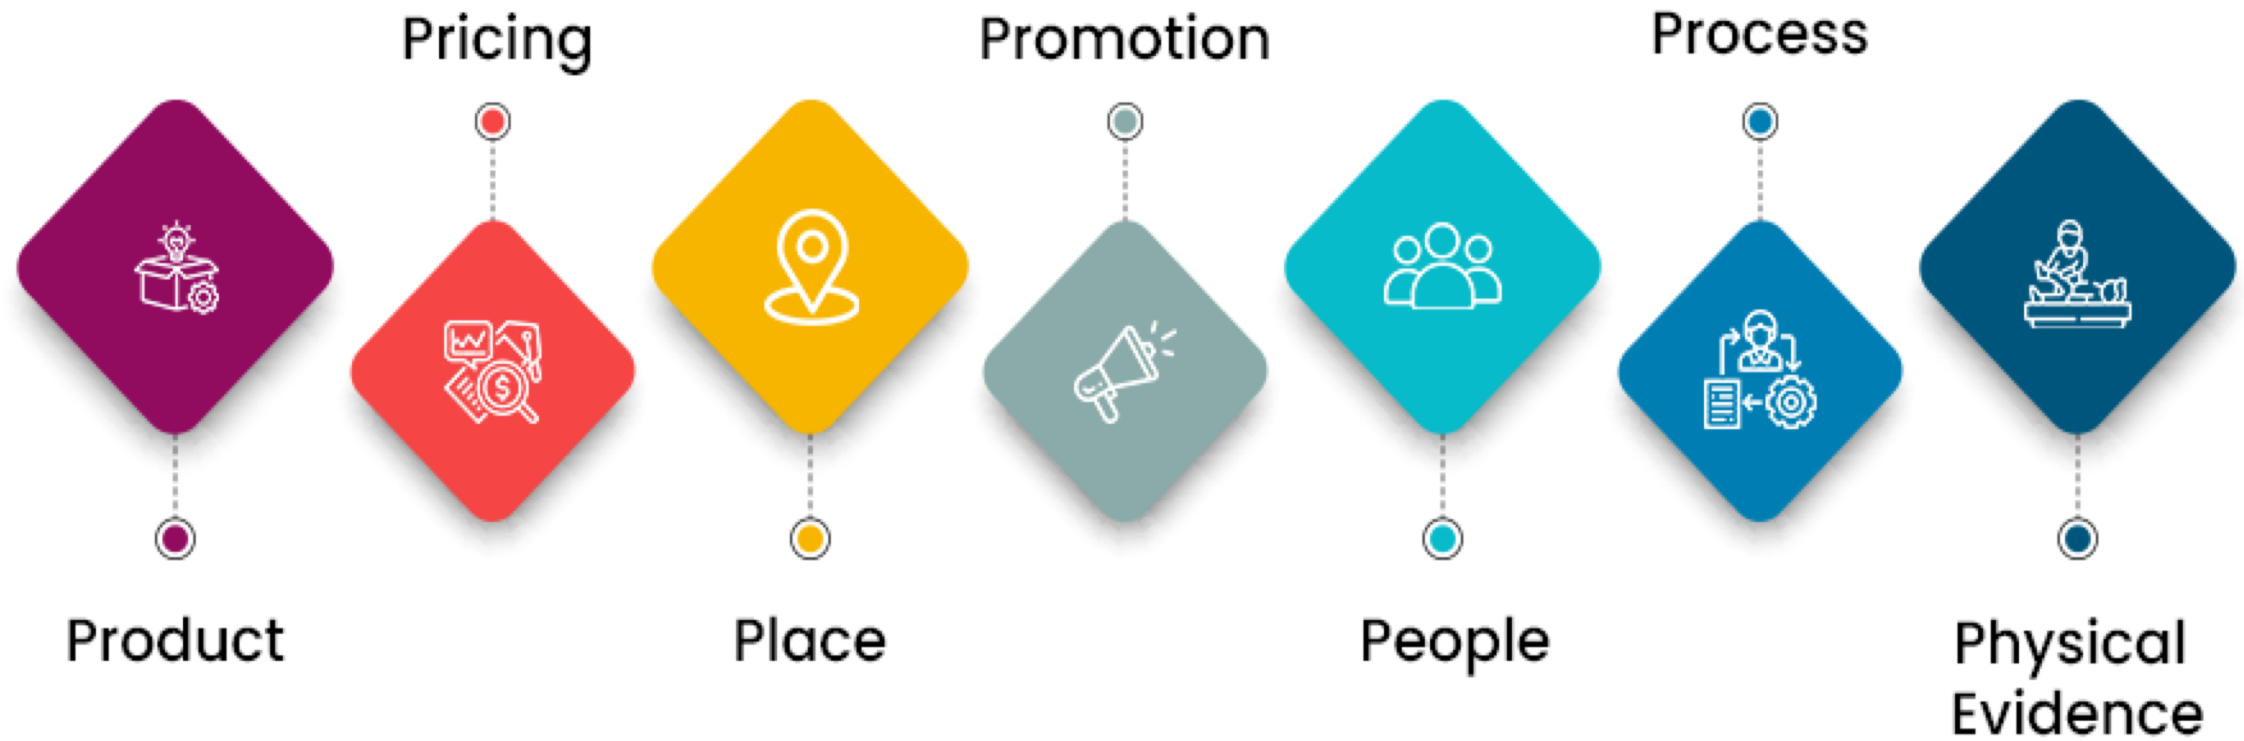 Pricing
Promotion
Process
Product
Place
People
Physical
Evidence